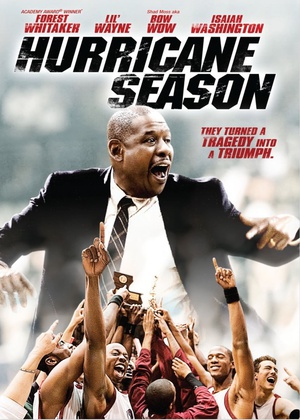 ACADEMY AWARD® WINNER
FOREST WHITAKER
LIL' WAYNE
Shad Moss aka
BOW WOW
ISAIAH WASHINGTON
HURRICANE
SEASON
THEY TURNED A
TRAGEDY INTO
A TRIUMPH.